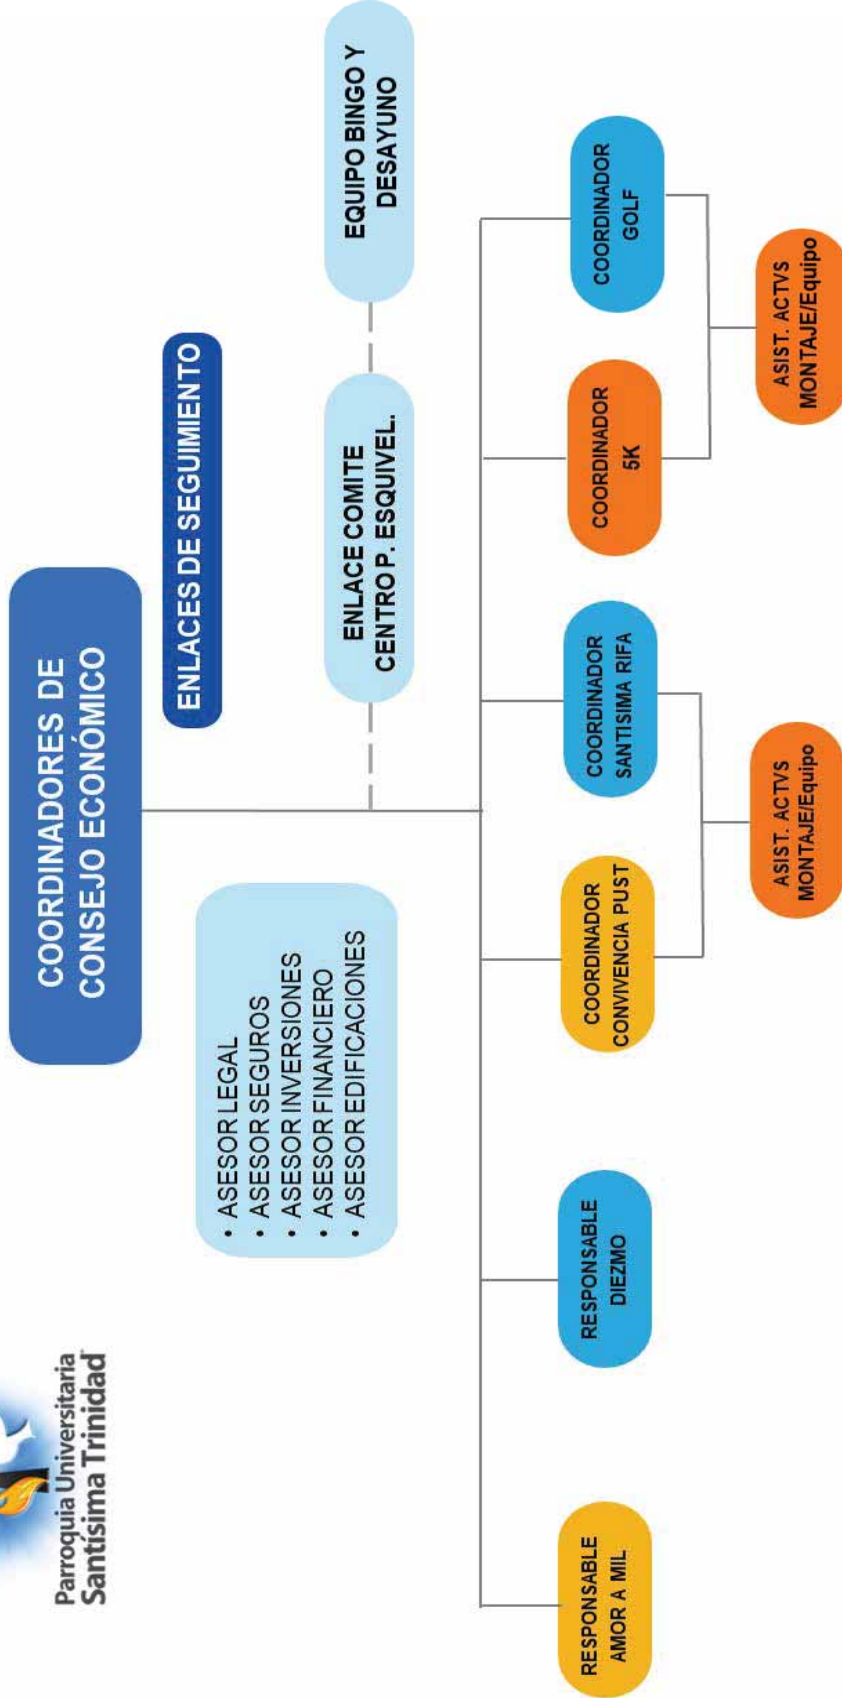 Parroquia Universitaria
Santísima Trinidad
COORDINADORES DE
CONSEJO ECONÓMICO
ENLACES DE SEGUIMIENTO
• ASESOR LEGAL
• ASESOR SEGUROS
• ASESOR INVERSIONES
• ASESOR FINANCIERO
• ASESOR EDIFICACIONES
ENLACE COMITE
CENTRO P. ESQUIVEL.
EQUIPO BINGO Y
DESAYUNO
RESPONSABLE
AMOR A MIL
RESPONSABLE
DIEZMO
COORDINADOR
CONVIVENCIA PUST
COORDINADOR
SANTISIMA RIFA
COORDINADOR
5K
COORDINADOR
GOLF
ASIST. ACTVS
MONTAJE/Equipo
ASIST. ACTVS
MONTAJE/Equipo